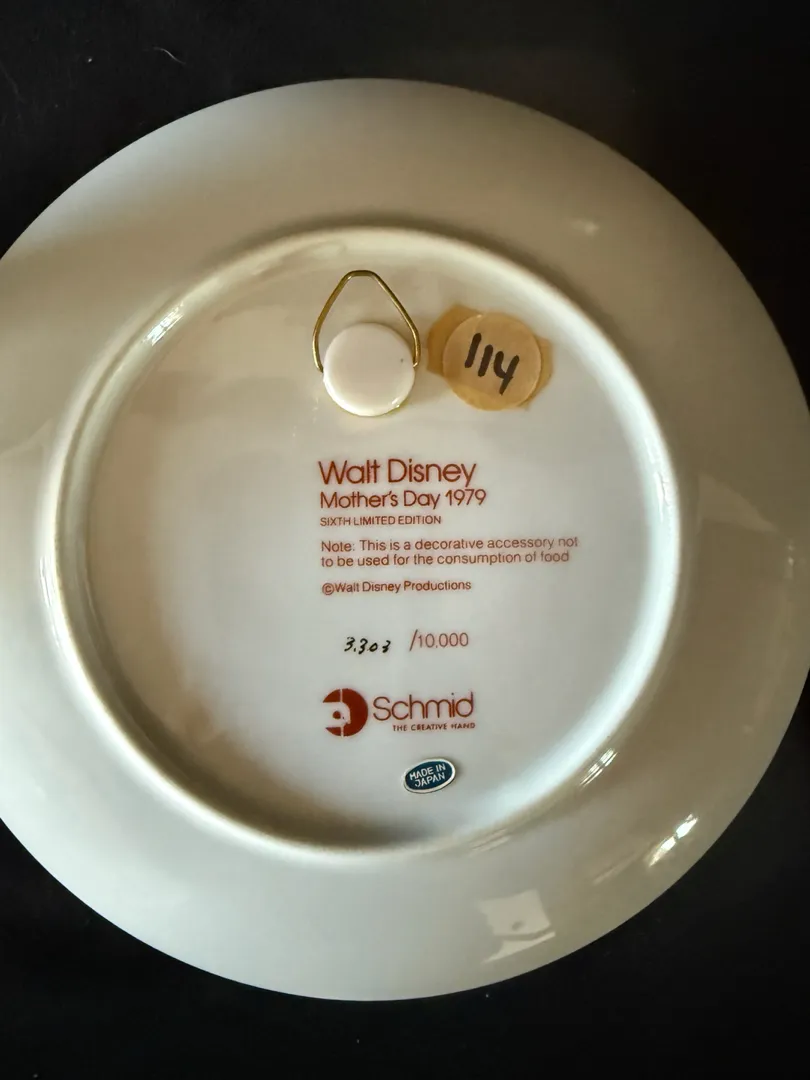 114
Walt Disney
Mother's Day 1979
SIXTH LIMITED EDITION
Note: This is a decorative accessory not
to be used for the consumption of food
©Walt Disney Productions
3.303 /10,000
Schmid
THE CREATIVE HAND
MADE IN
JAPAN